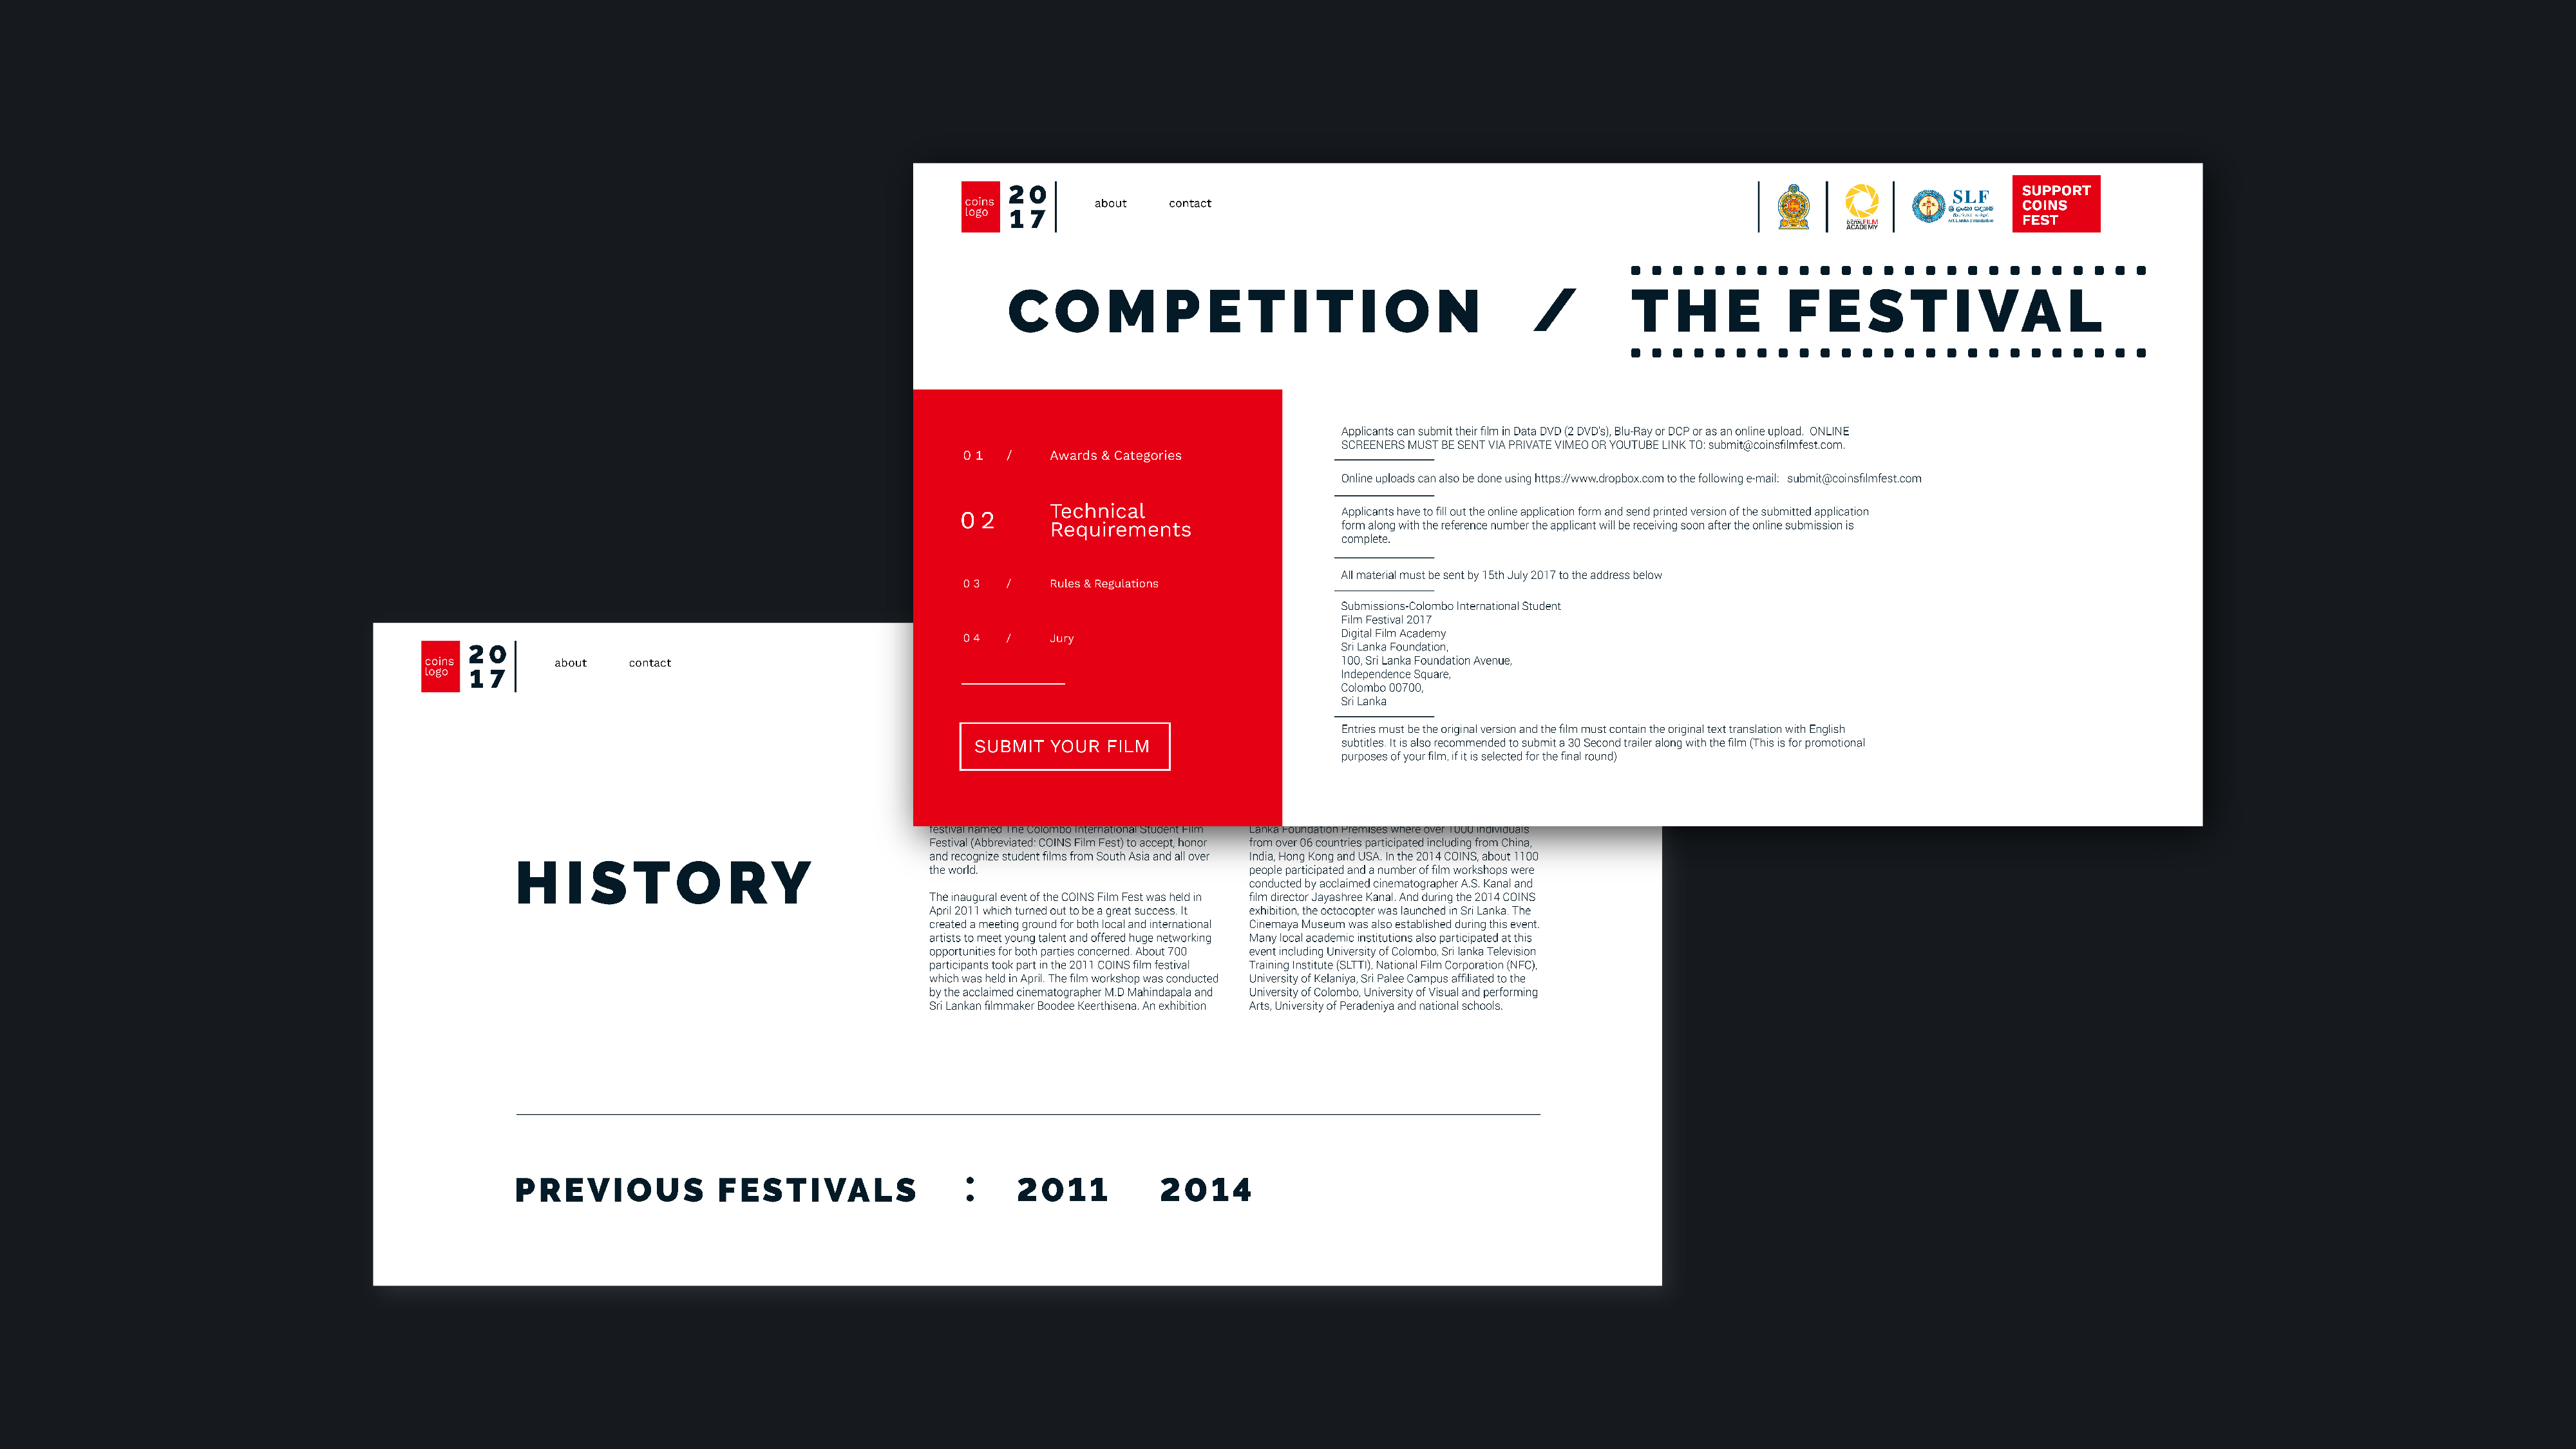 coins
logo
20
17
about
contact
SLF
SUPPORT
COINS
FEST
COMPETITION / THE FESTIVAL
01 / Awards & Categories
02 Technical
Requirements
03 / Rules & Regulations
04 / Jury
SUBMIT YOUR FILM
Applicants can submit their film in Data DVD (2 DVD's), Blu-Ray or DCP or as an online upload. ONLINE
SCREENERS MUST BE SENT VIA PRIVATE VIMEO OR YOUTUBE LINK TO: submit@coinsfilmfest.com.
Online uploads can also be done using https://www.dropbox.com to the following e-mail: submit@coinsfilmfest.com
Applicants have to fill out the online application form and send printed version of the submitted application
form along with the reference number the applicant will be receiving soon after the online submission is
complete.
All material must be sent by 15th July 2017 to the address below
Submissions-Colombo International Student
Film Festival 2017
Digital Film Academy
Sri Lanka Foundation,
100, Sri Lanka Foundation Avenue,
Independence Square,
Colombo 00700,
Sri Lanka
Entries must be the original version and the film must contain the original text translation with English
subtitles. It is also recommended to submit a 30 Second trailer along with the film (This is for promotional
purposes of your film, if it is selected for the final round)
coins
logo
20
17
about
contact
HISTORY
festival named The Colombo International Student Film
Festival (Abbreviated: COINS Film Fest) to accept, honor
and recognize student films from South Asia and all over
the world.
The inaugural event of the COINS Film Fest was held in
April 2011 which turned out to be a great success. It
created a meeting ground for both local and international
artists to meet young talent and offered huge networking
opportunities for both parties concerned. About 700
participants took part in the 2011 COINS film festival
which was held in April. The film workshop was conducted
by the acclaimed cinematographer M.D Mahindapala and
Sri Lankan filmmaker Boodee Keerthisena. An exhibition
Lanka Foundation Premises where over 1000 individuals
from over 06 countries participated including from China,
India, Hong Kong and USA. In the 2014 COINS, about 1100
people participated and a number of film workshops were
conducted by acclaimed cinematographer A.S. Kanal and
film director Jayashree Kanal. And during the 2014 COINS
exhibition, the octocopter was launched in Sri Lanka. The
Cinemaya Museum was also established during this event.
Many local academic institutions also participated at this
event including University of Colombo, Sri lanka Television
Training Institute (SLTTI), National Film Corporation (NFC),
University of Kelaniya, Sri Palee Campus affiliated to the
University of Colombo, University of Visual and performing
Arts, University of Peradeniya and national schools.
PREVIOUS FESTIVALS : 2011 2014